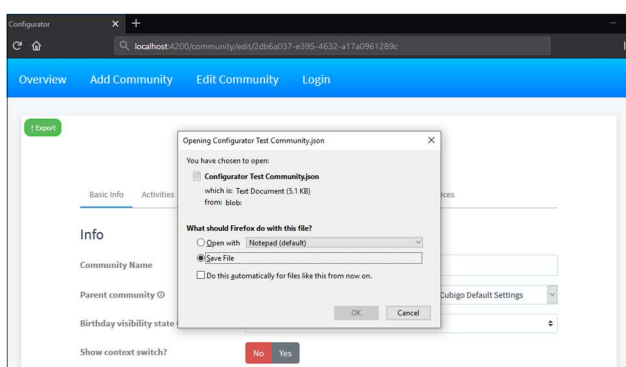 Configurator
localhost:4200/community/edit/2db6a037-e395-4632-a17a0961289c
Overview Add Community Edit Community Login
↑ Export
Opening Configurator Test Community.json
You have chosen to open:
Configurator Test Community.json
which is: Text Document (5.1 KB)
from: blob:
What should Firefox do with this file?
Open with Notepad (default)
Save File
Do this automatically for files like this from now on.
OK Cancel
Basic Info Activities
Info
Community Name
Parent community Cubigo Default Settings
Birthday visibility state
Show context switch? No Yes